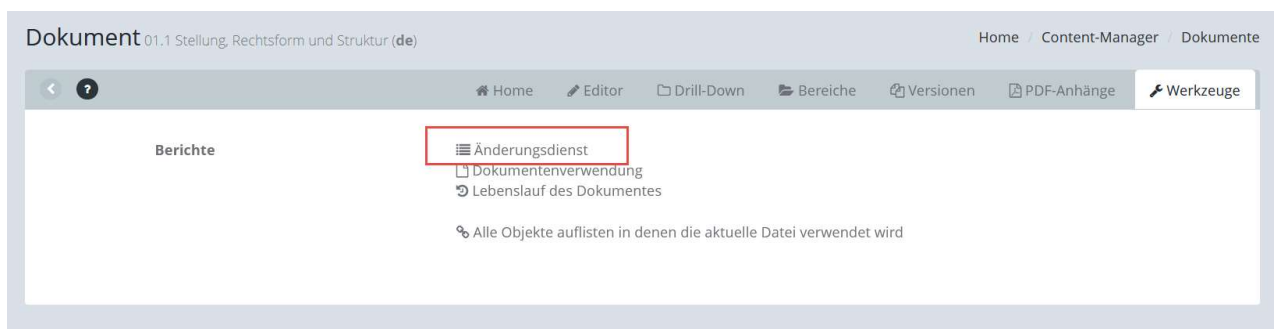 Dokument 01.1 Stellung, Rechtsform und Struktur (de)
Home / Content-Manager / Dokumente
Home Editor Drill-Down Bereiche Versionen PDF-Anhänge Werkzeuge
Berichte
Änderungsdienst
Dokumentenverwendung
Lebenslauf des Dokumentes
Alle Objekte auflisten in denen die aktuelle Datei verwendet wird